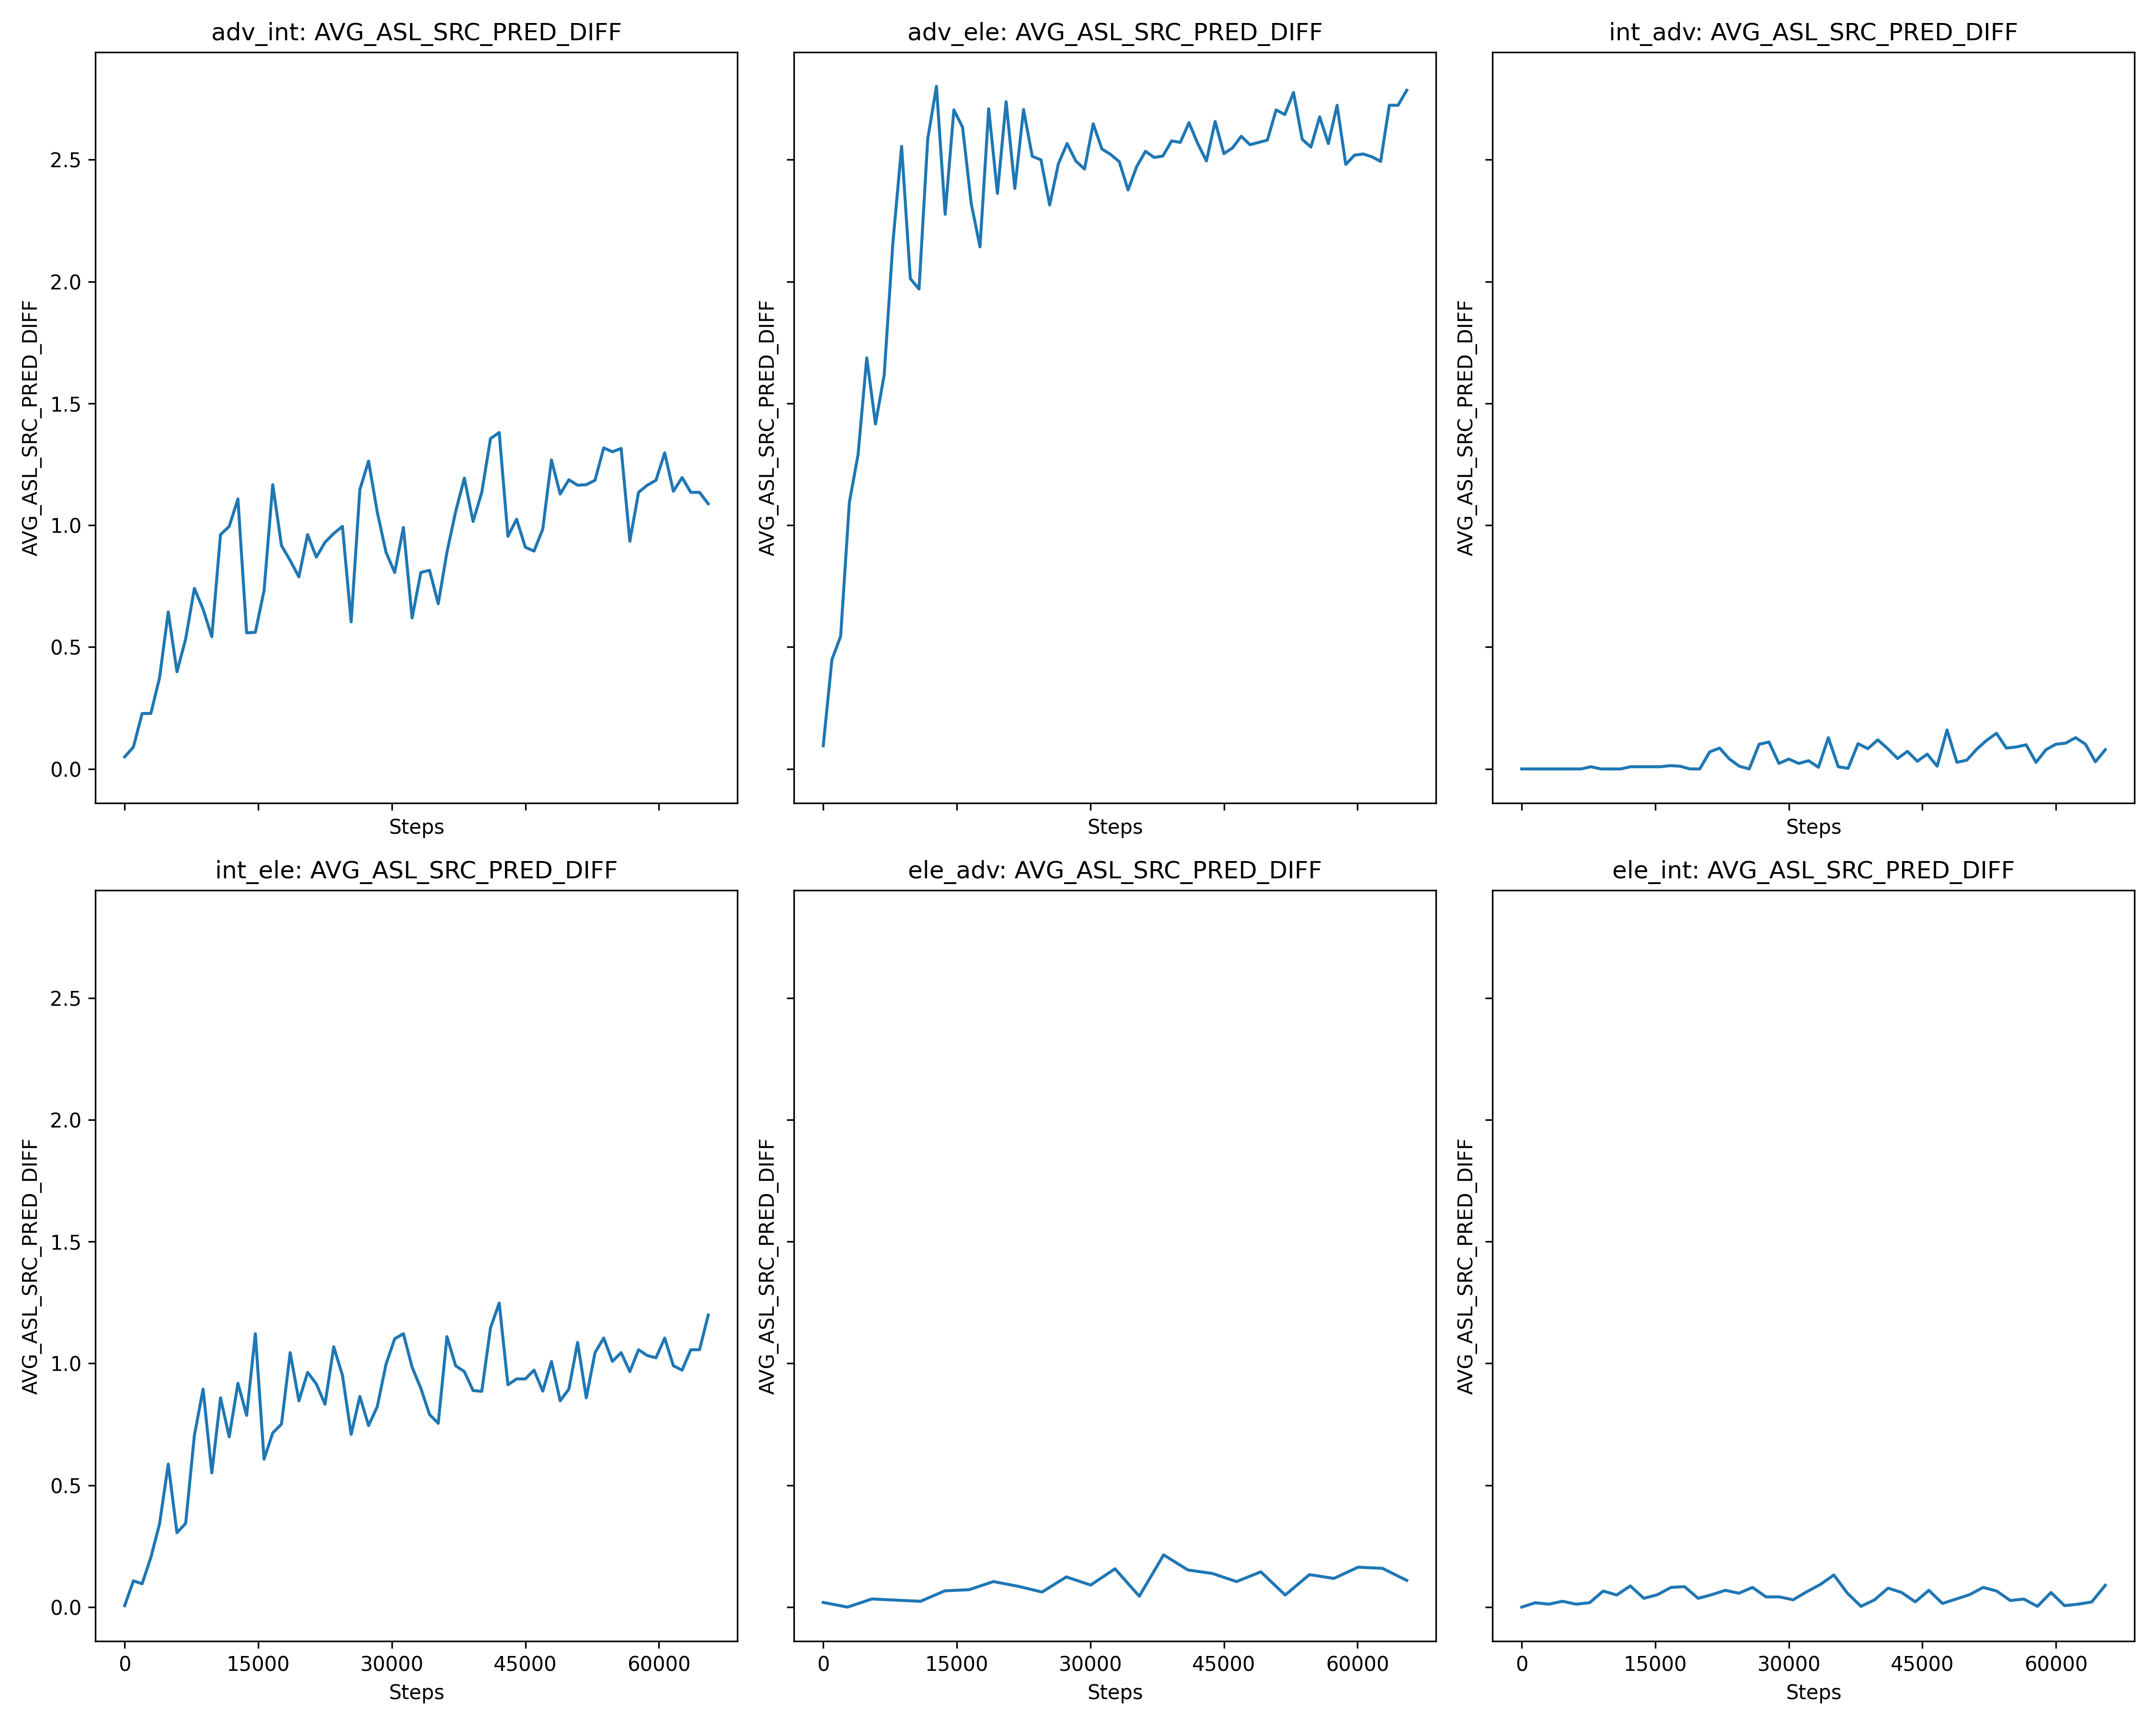 adv_int: AVG_ASL_SRC_PRED_DIFF
adv_ele: AVG_ASL_SRC_PRED_DIFF
int_adv: AVG_ASL_SRC_PRED_DIFF
AVG_ASL_SRC_PRED_DIFF
2.5
2.0
1.5
1.0
0.5
0.0
Steps
AVG_ASL_SRC_PRED_DIFF
Steps
AVG_ASL_SRC_PRED_DIFF
Steps
int_ele: AVG_ASL_SRC_PRED_DIFF
ele_adv: AVG_ASL_SRC_PRED_DIFF
ele_int: AVG_ASL_SRC_PRED_DIFF
AVG_ASL_SRC_PRED_DIFF
2.5
2.0
1.5
1.0
0.5
0.0
0 15000 30000 45000 60000
Steps
AVG_ASL_SRC_PRED_DIFF
0 15000 30000 45000 60000
Steps
AVG_ASL_SRC_PRED_DIFF
0 15000 30000 45000 60000
Steps